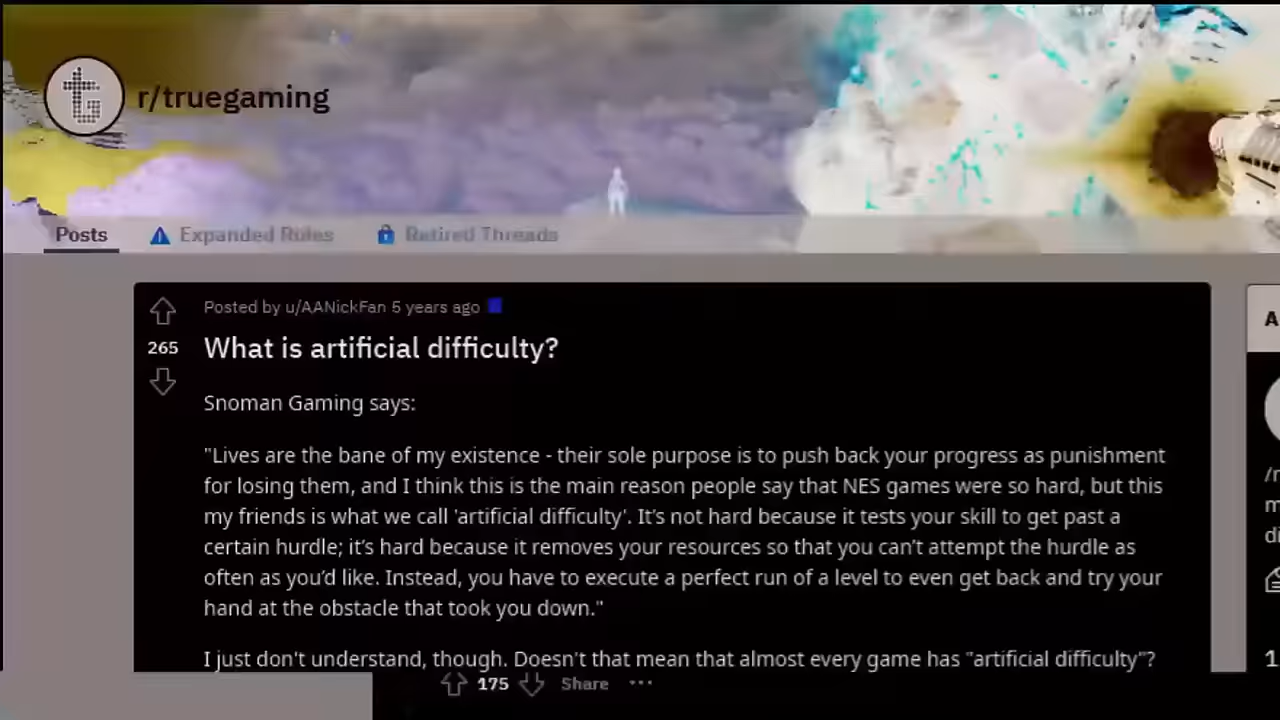 r/truegaming
Posts Expanded Rules Retired Threads
Posted by u/AANickFan 5 years ago
265
What is artificial difficulty?
Snoman Gaming says:
"Lives are the bane of my existence - their sole purpose is to push back your progress as punishment
for losing them, and I think this is the main reason people say that NES games were so hard, but this
my friends is what we call 'artificial difficulty'. It's not hard because it tests your skill to get past a
certain hurdle; it's hard because it removes your resources so that you can't attempt the hurdle as
often as you'd like. Instead, you have to execute a perfect run of a level to even get back and try your
hand at the obstacle that took you down."
I just don't understand, though. Doesn't that mean that almost every game has "artificial difficulty"?
175 Share ···